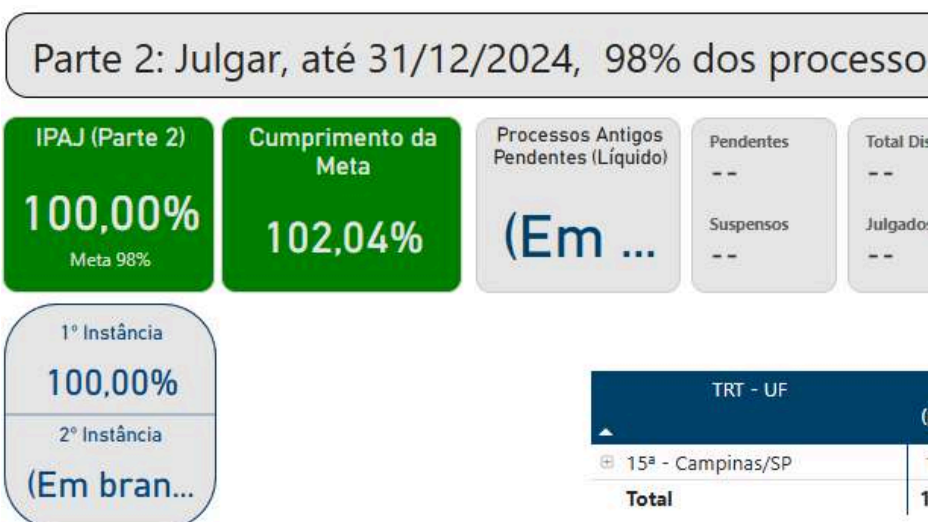 Parte 2: Julgar, até 31/12/2024, 98% dos processo
IPAJ (Parte 2)
100,00%
Meta 98%
Cumprimento da
Meta
102,04%
Processos Antigos
Pendentes (Líquido)
(Em ...
Pendentes
--
Suspensos
--
Total Dis
--
Julgados
--
1º Instância
100,00%
2º Instância
(Em bran...
TRT - UF
(
15ª - Campinas/SP
Total
1